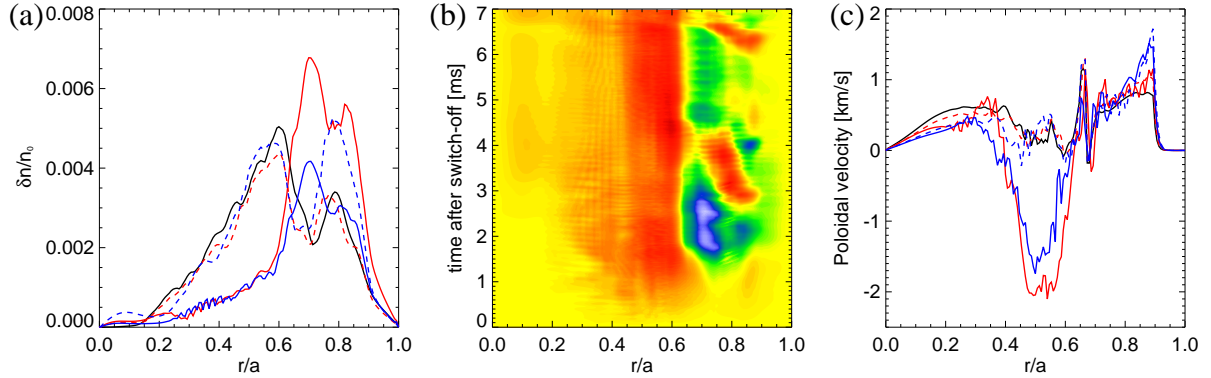 (a)
δn/n₀
0.008
0.006
0.004
0.002
0.000
0.0 0.2 0.4 0.6 0.8 1.0
r/a
(b)
time after switch-off [ms]
7
6
5
4
3
2
1
0
0.0 0.2 0.4 0.6 0.8 1.0
r/a
(c)
Poloidal velocity [km/s]
2
1
0
-1
-2
0.0 0.2 0.4 0.6 0.8 1.0
r/a